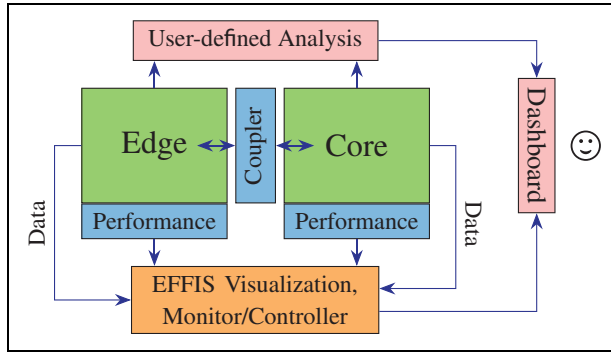 User-defined Analysis
Edge
Coupler
Core
Dashboard
Performance
Performance
Data
Data
EFFIS Visualization,
Monitor/Controller